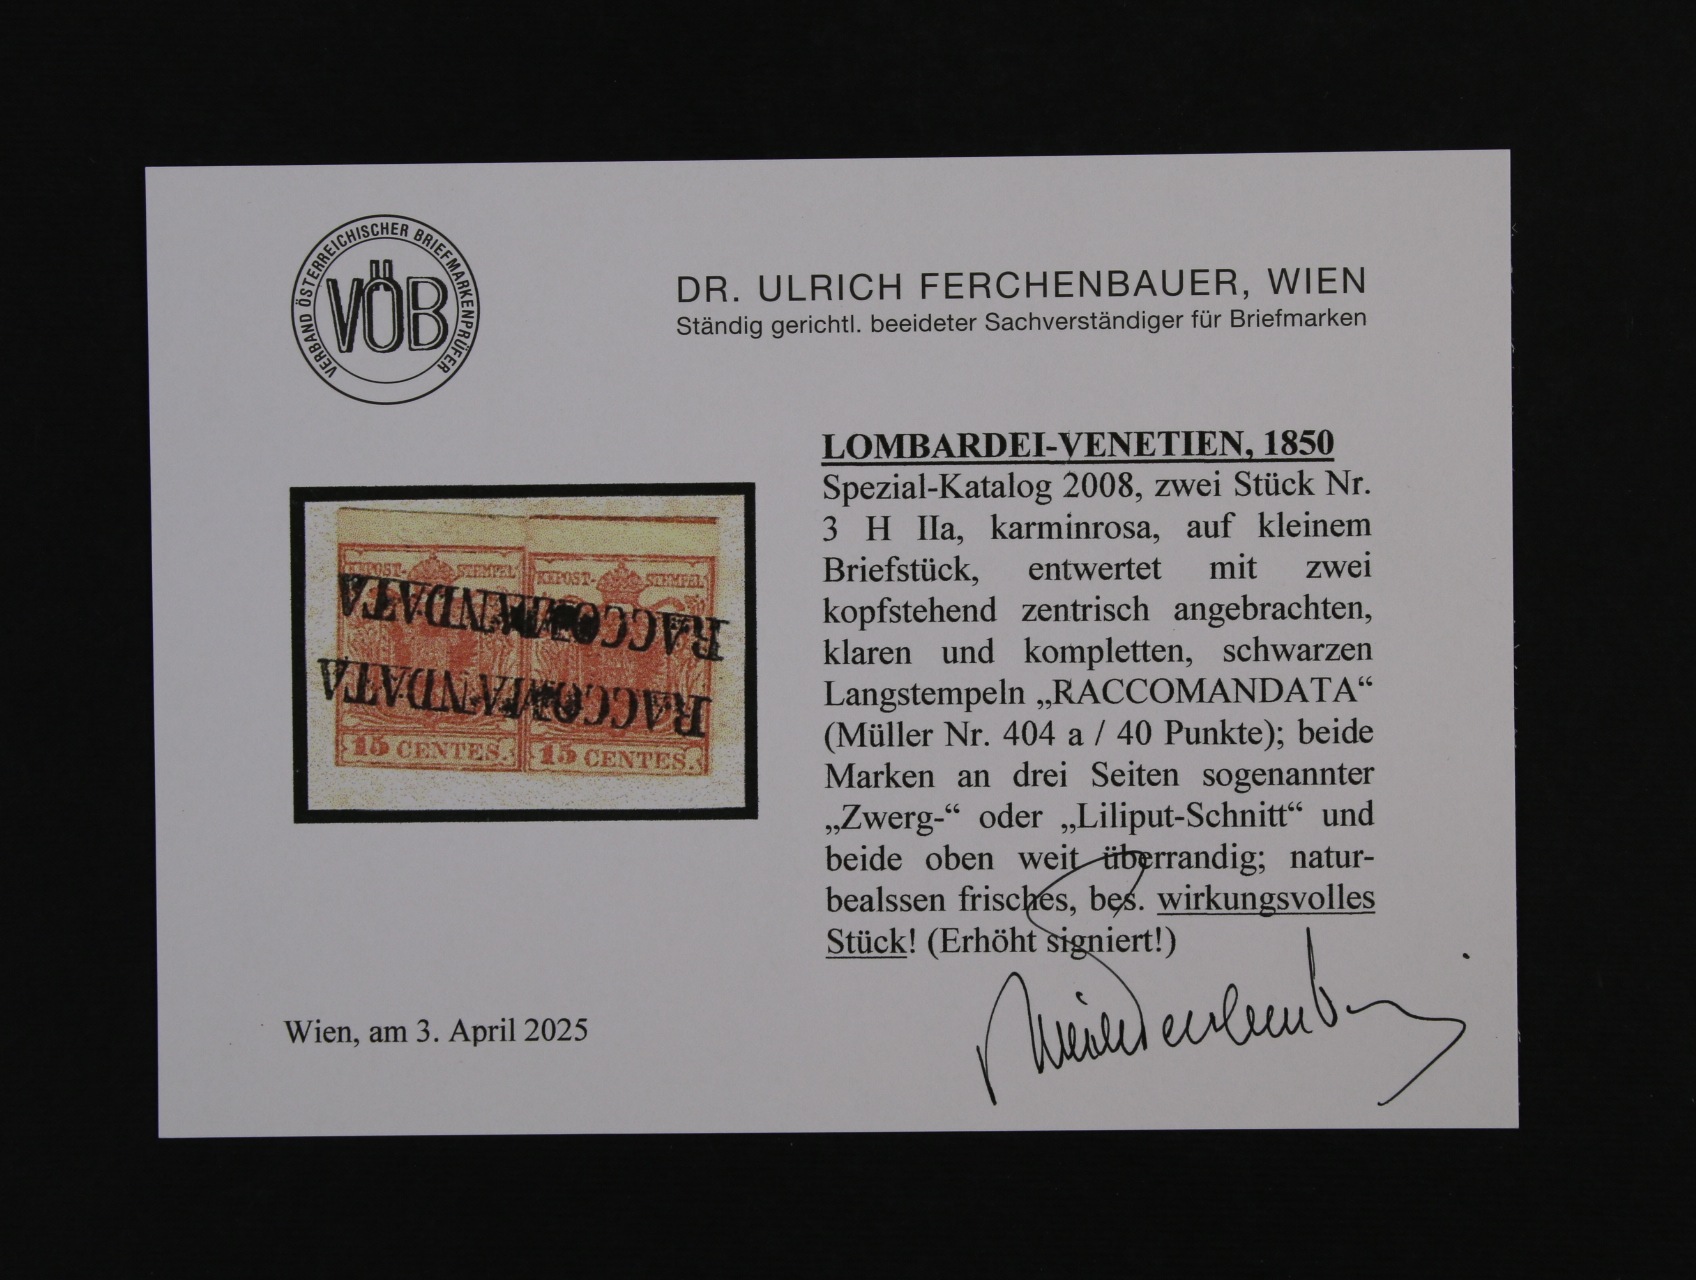 VERBAND ÖSTERREICHISCHER BRIEFMARKENPRÜFER
VÖB
DR. ULRICH FERCHENBAUER, WIEN
Ständig gerichtl. beeideter Sachverständiger für Briefmarken
LOMBARDEI-VENETIEN, 1850
Spezial-Katalog 2008, zwei Stück Nr.
3 H IIa, karminrosa, auf kleinem
Briefstück, entwertet mit zwei
kopfstehend zentrisch angebrachten,
klaren und kompletten, schwarzen
Langstempeln „RACCOMANDATA“
(Müller Nr. 404 a / 40 Punkte); beide
Marken an drei Seiten sogenannter
„Zwerg-“ oder „Liliput-Schnitt“ und
beide oben weit überrandig; natur-
bealssen frisches, bes. wirkungsvolles
Stück! (Erhöht signiert!)
KKPOST-STEMPEL KKPOST-STEMPEL
RACCOMANDATA
RACCOMANDATA
15 CENTES. 15 CENTES.
Wien, am 3. April 2025